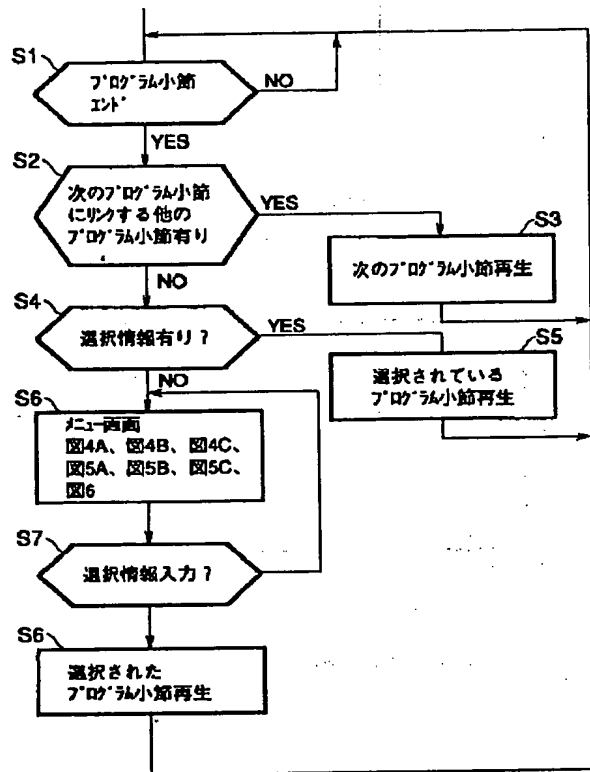 S1
プログラム小節
エンド
NO
YES
S2
次のプログラム小節
にリンクする他の
プログラム小節有り
YES
NO
S3
次のプログラム小節再生
S4
選択情報有り？
YES
NO
S5
選択されている
プログラム小節再生
S6
メニュー画面
図4A、図4B、図4C、
図5A、図5B、図5C、
図6
S7
選択情報入力？
S6
選択された
プログラム小節再生